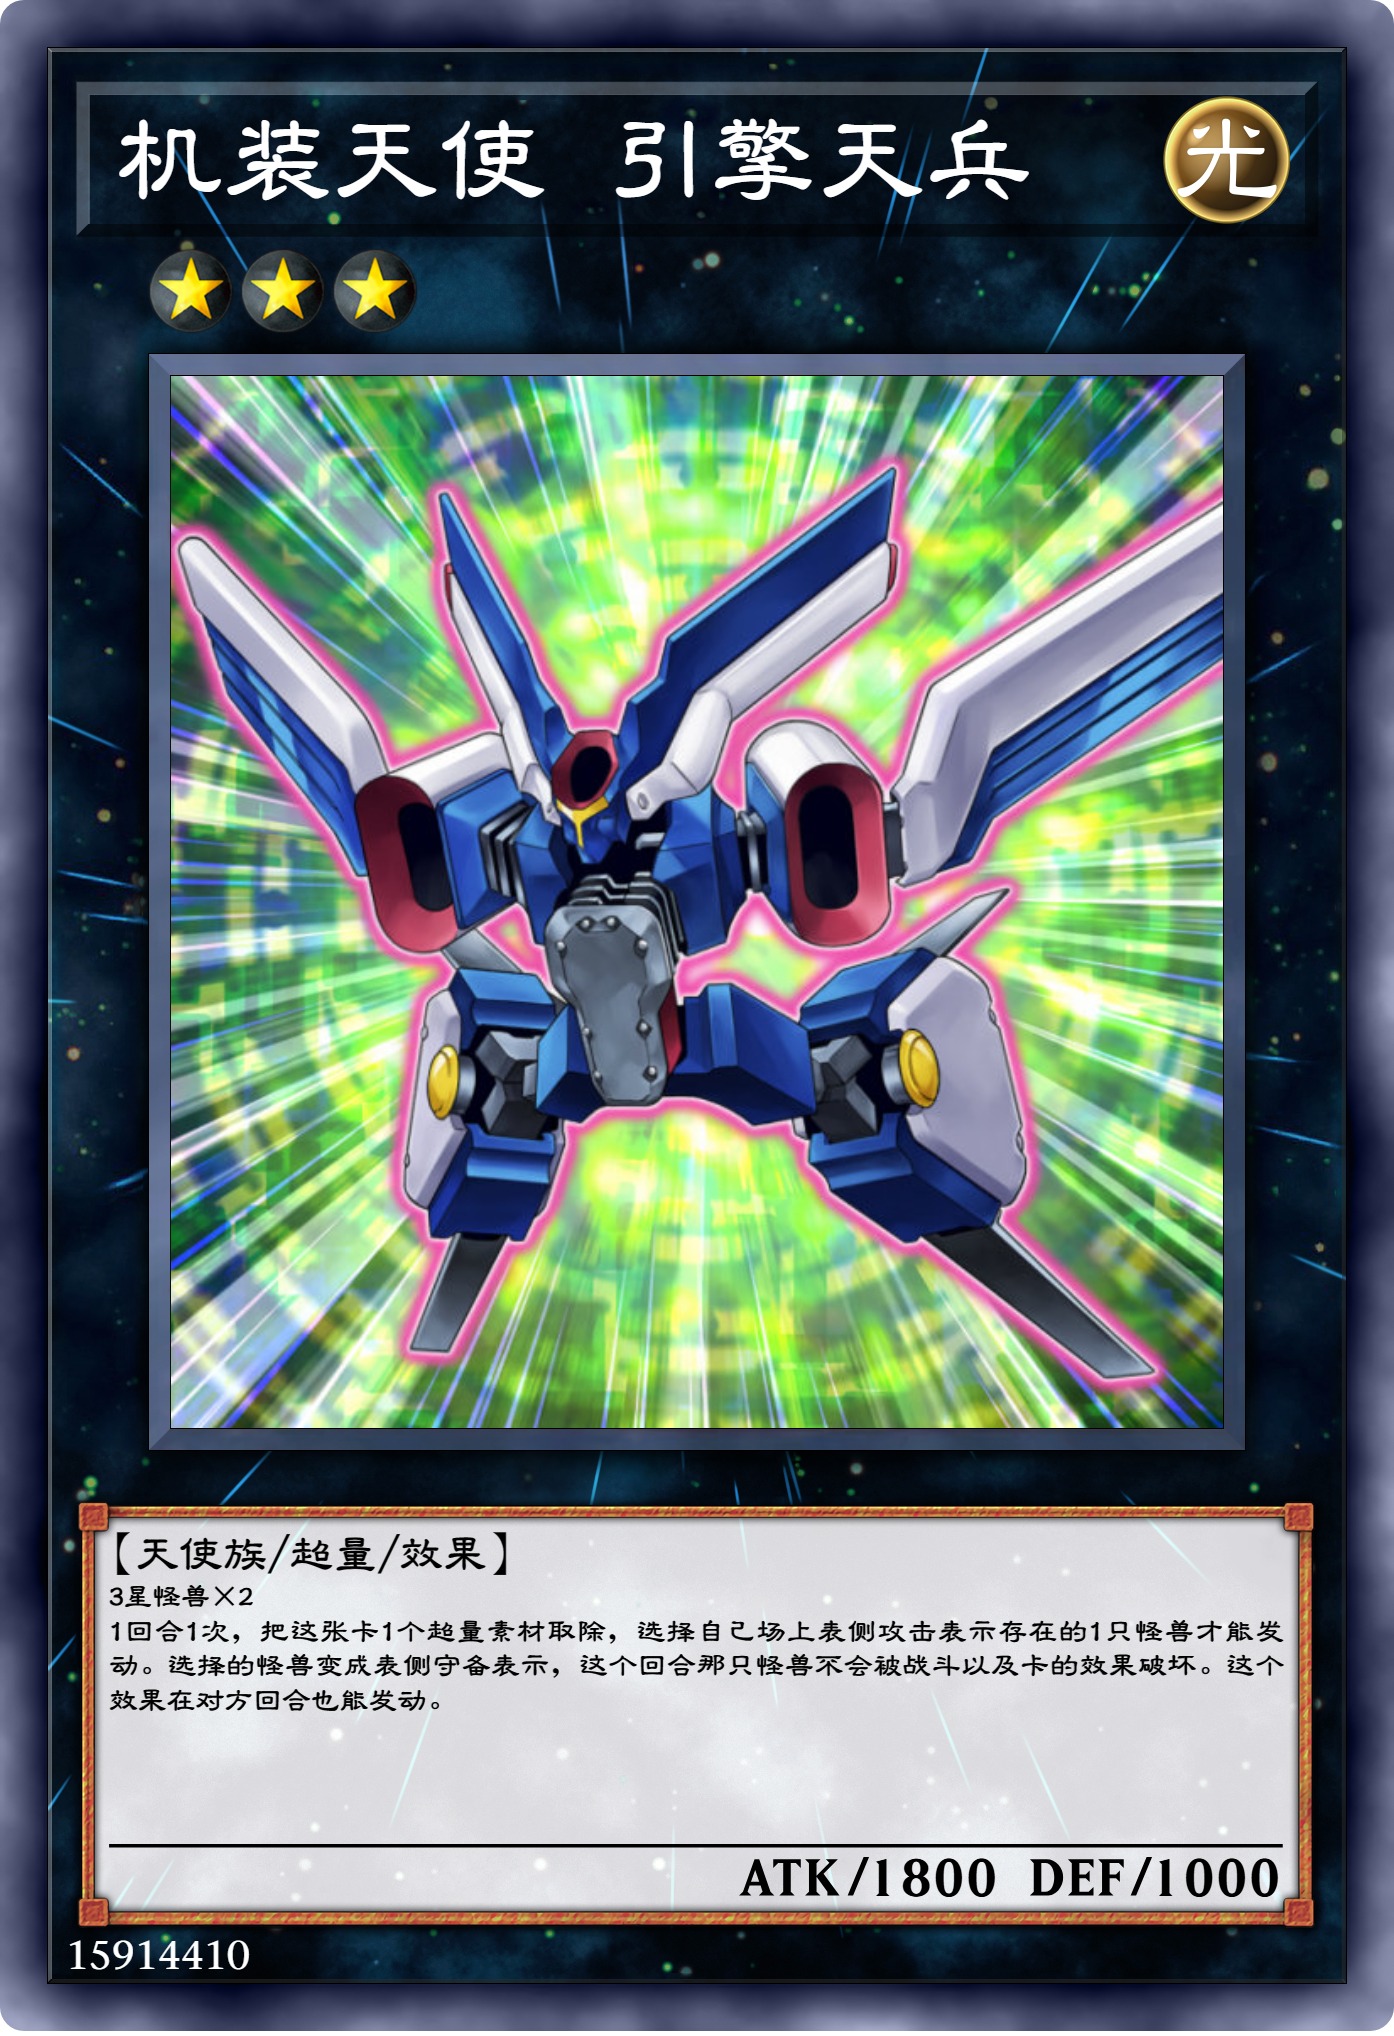 机装天使 引擎天兵
光
【天使族/超量/效果】
3星怪兽×2
1回合1次，把这张卡1个超量素材取除，选择自己场上表侧攻击表示存在的1只怪兽才能发
动。选择的怪兽变成表侧守备表示，这个回合那只怪兽不会被战斗以及卡的效果破坏。这个
效果在对方回合也能发动。
ATK/1800 DEF/1000
15914410